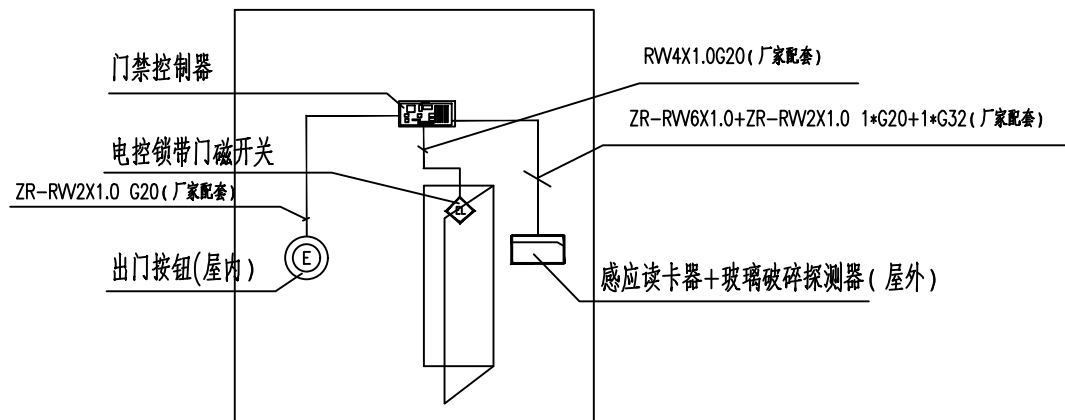 RVV4X1.0G20(厂家配套)
门禁控制器
ZR-RVV6X1.0+ZR-RVV2X1.0 1*G20+1*G32(厂家配套)
电控锁带门磁开关
ZR-RVV2X1.0 G20(厂家配套)
EL
E
出门按钮(屋内)
感应读卡器+玻璃破碎探测器(屋外)